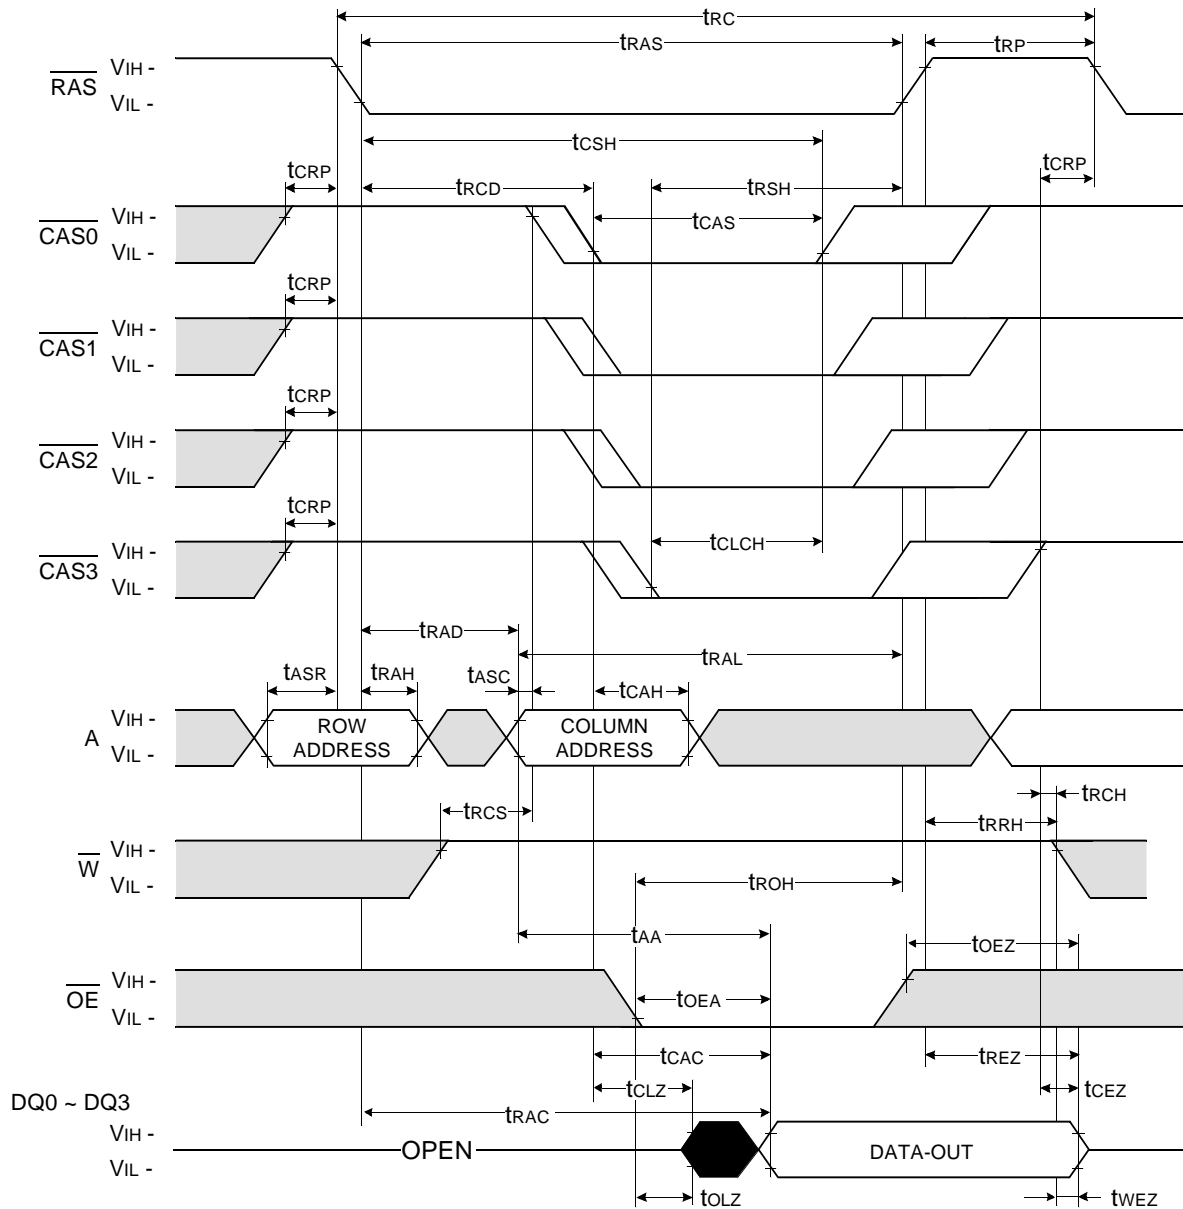 tRC
tRAS
tRP
RAS
VIH -
VIL -
tCSH
tCRP
tRCD
tRSH
tCRP
CAS0
VIH -
VIL -
tCAS
tCRP
CAS1
VIH -
VIL -
tCRP
CAS2
VIH -
VIL -
tCRP
CAS3
VIH -
VIL -
tCLCH
tRAD
tRAL
tASR
tRAH
tASC
tCAH
A
VIH -
VIL -
ROW
ADDRESS
COLUMN
ADDRESS
tRCH
tRCS
tRRH
W
VIH -
VIL -
tROH
tAA
tOEZ
OE
VIH -
VIL -
tOEA
tCAC
tREZ
tCLZ
tCEZ
DQ0 ~ DQ3
tRAC
VIH -
VIL -
OPEN
DATA-OUT
tOLZ
tWEZ